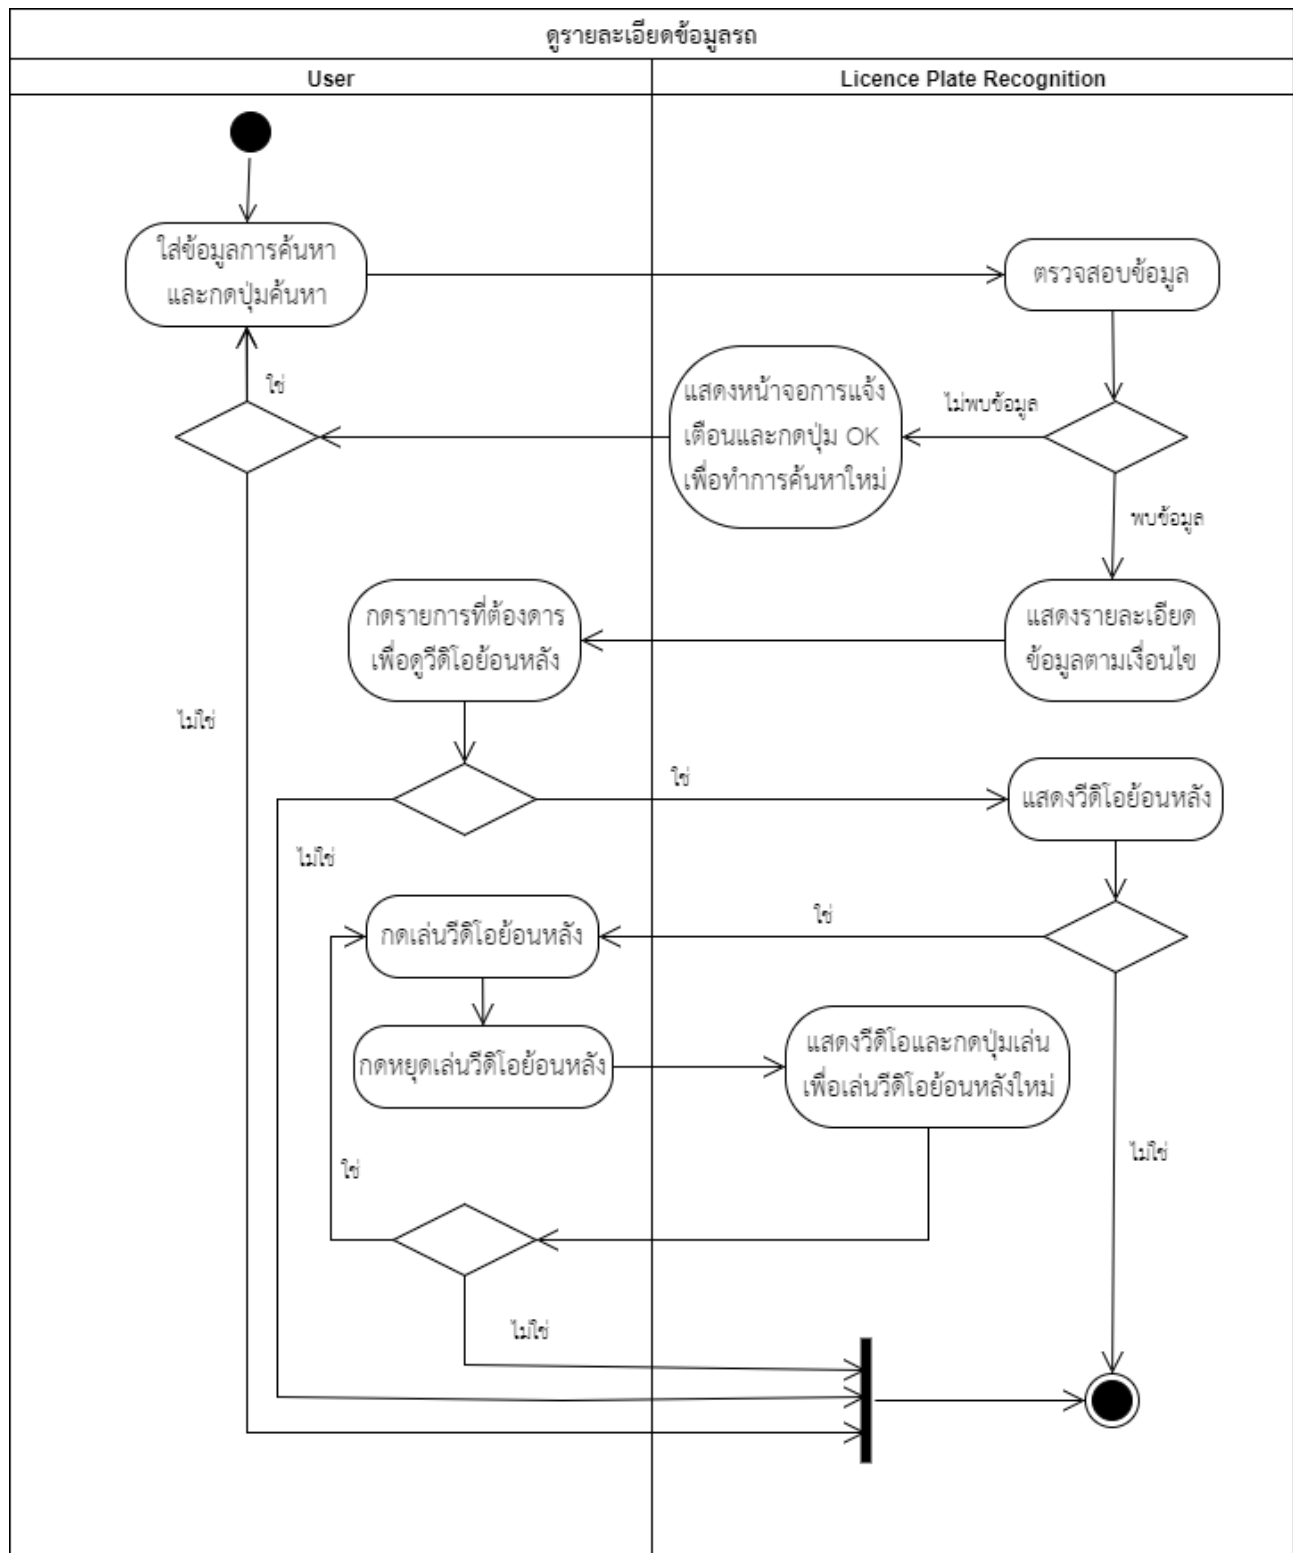 ดูรายละเอียดข้อมูลรถ
User
Licence Plate Recognition
ใส่ข้อมูลการค้นหา
และกดปุ่มค้นหา
ตรวจสอบข้อมูล
ใช่
แสดงหน้าจอการแจ้ง
เตือนและกดปุ่ม OK
เพื่อทำการค้นหาใหม่
ไม่พบข้อมูล
พบข้อมูล
กดรายการที่ต้องดาร
เพื่อดูวีดิโอย้อนหลัง
แสดงรายละเอียด
ข้อมูลตามเงื่อนไข
ไม่ใช่
ใช่
แสดงวีดิโอย้อนหลัง
ไม่ใช่
ใช่
กดเล่นวีดิโอย้อนหลัง
กดหยุดเล่นวีดิโอย้อนหลัง
แสดงวีดิโอและกดปุ่มเล่น
เพื่อเล่นวีดิโอย้อนหลังใหม่
ไม่ใช่
ใช่
ไม่ใช่